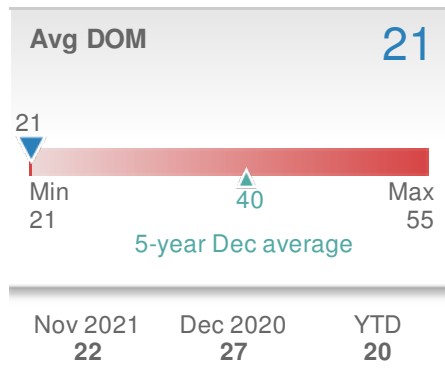 Avg DOM 21
21
Min 40 Max
21 55
5-year Dec average
Nov 2021 Dec 2020 YTD
22 27 20